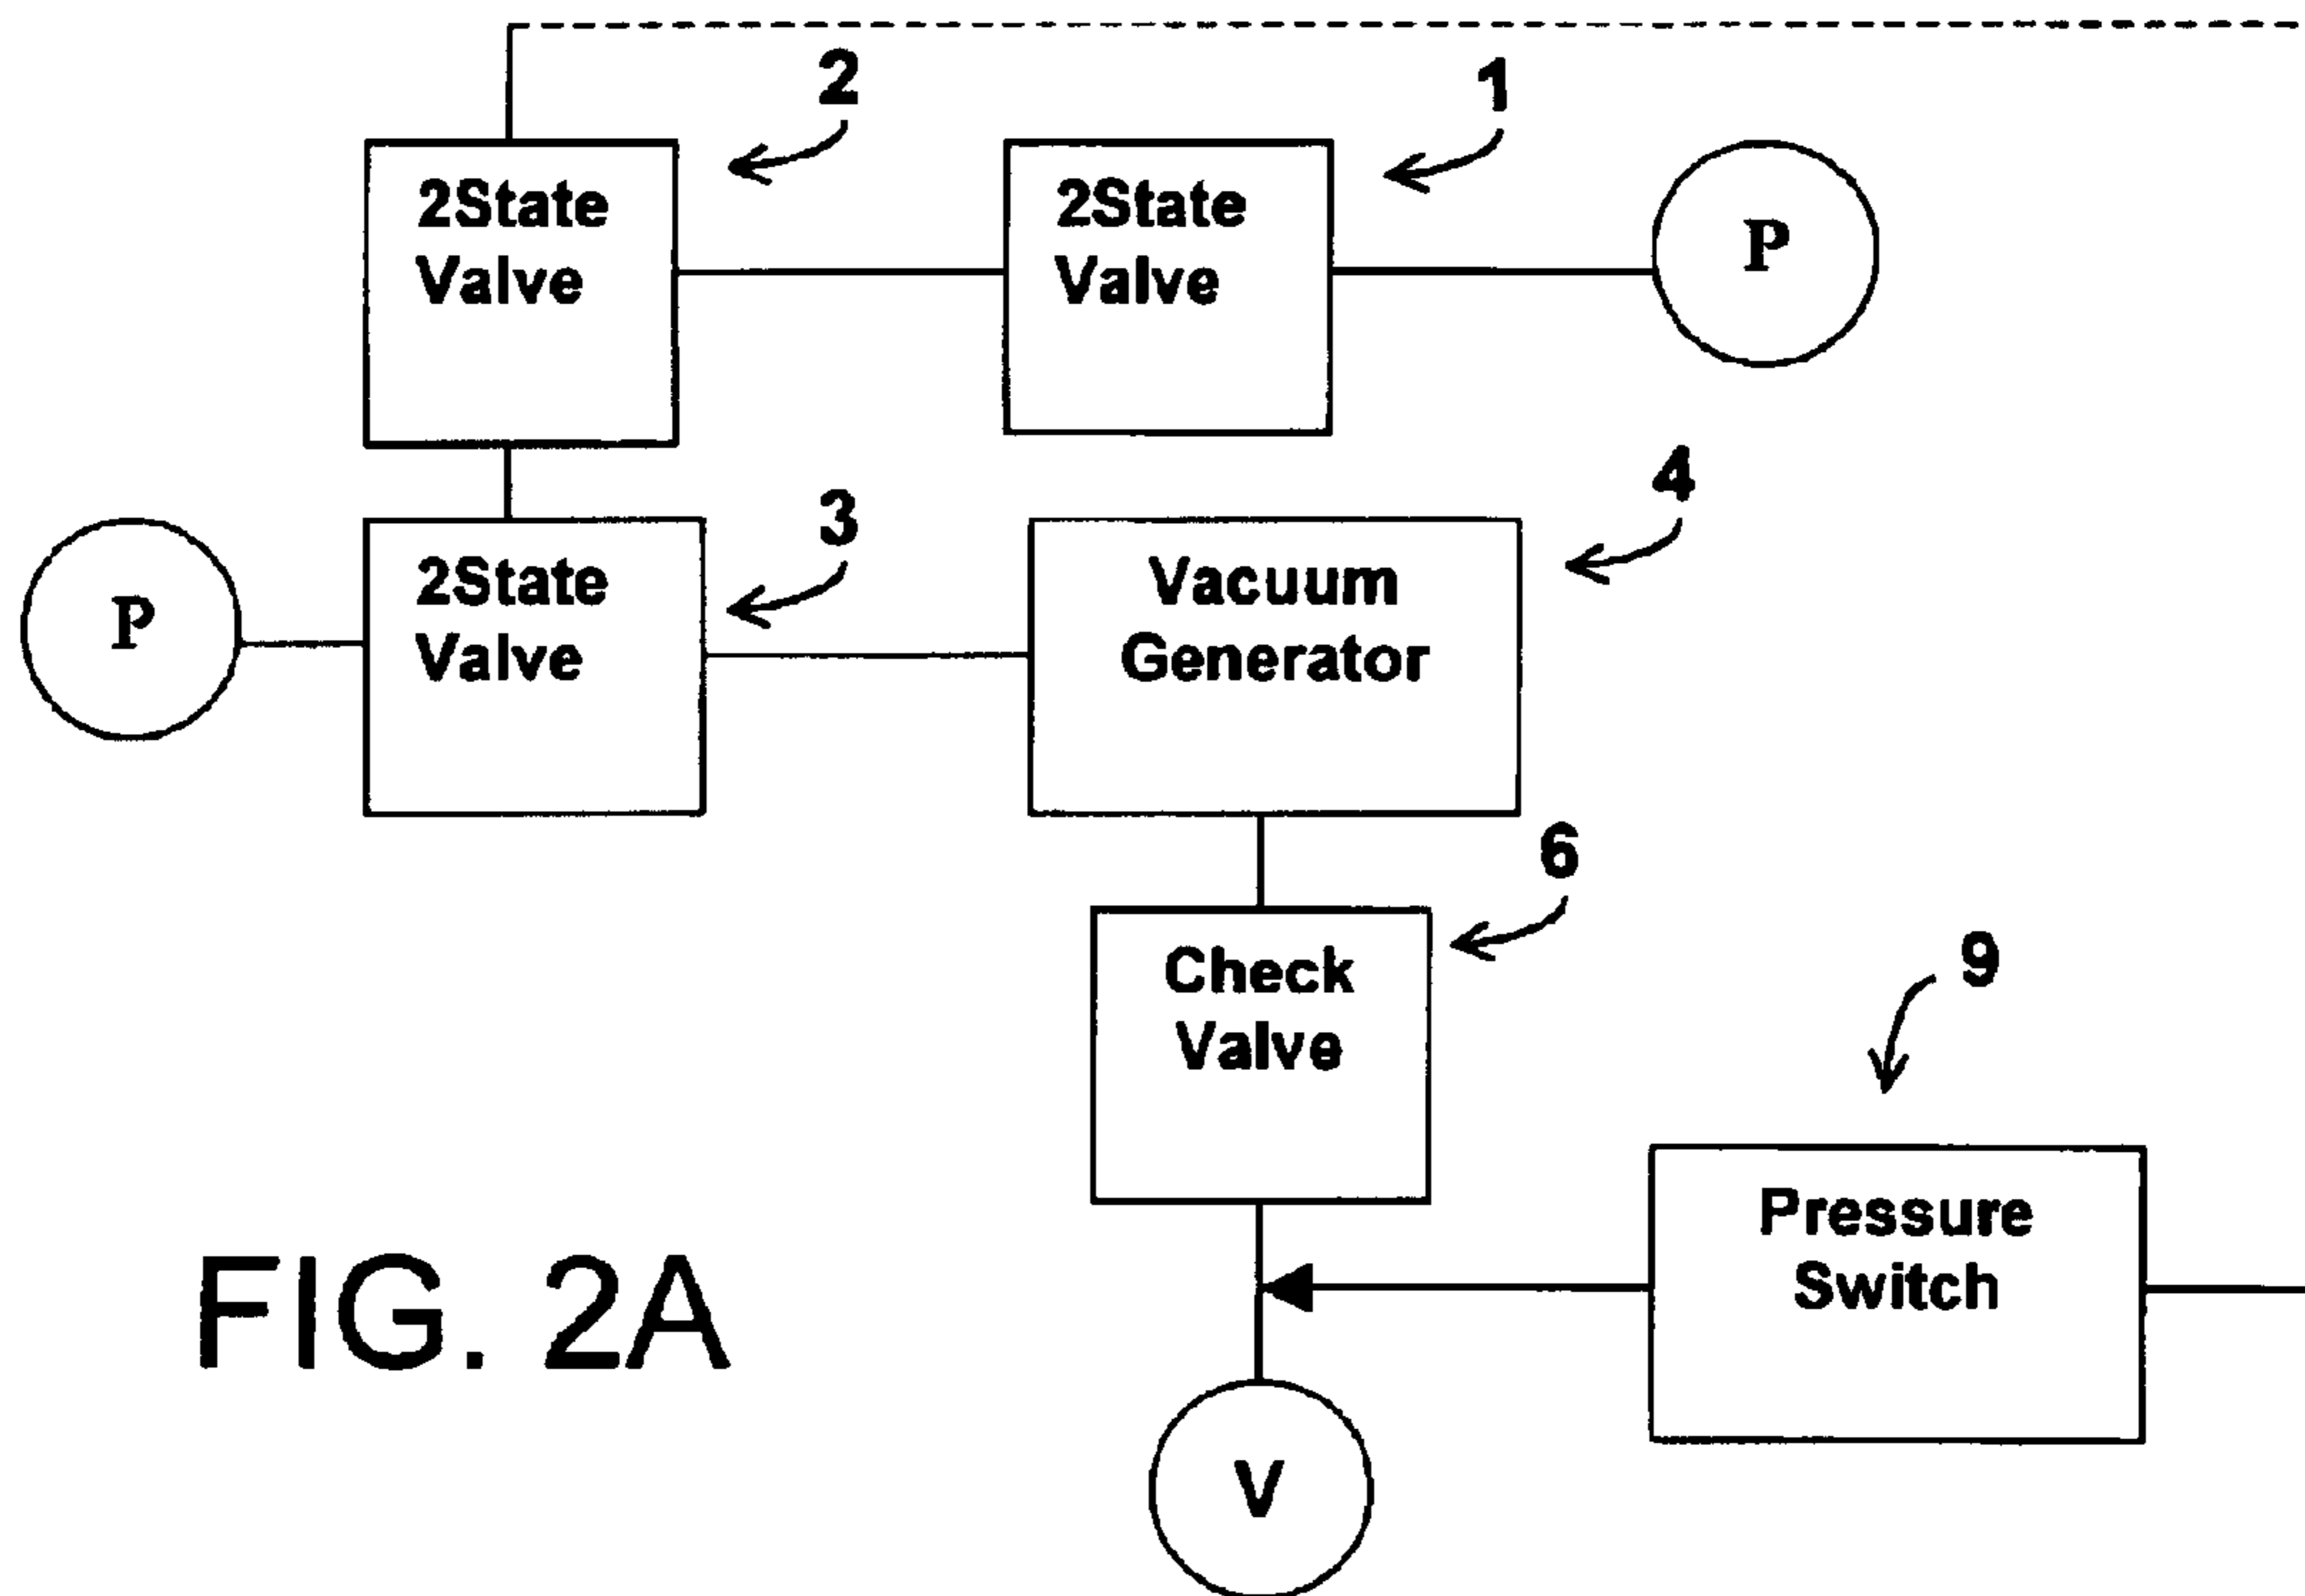 2
1
2State
Valve
2State
Valve
P
3
4
P
2State
Valve
Vacuum
Generator
6
Check
Valve
9
Pressure
Switch
FIG. 2A
V